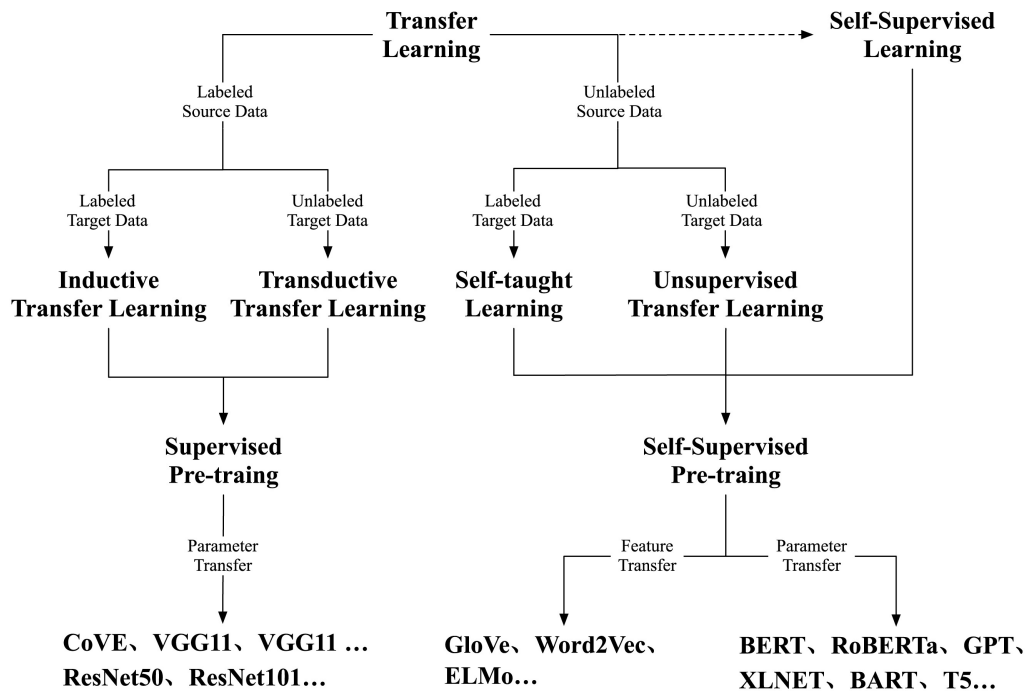 Transfer
Learning
Self-Supervised
Learning
Labeled
Source Data
Unlabeled
Source Data
Labeled
Target Data
Unlabeled
Target Data
Labeled
Target Data
Unlabeled
Target Data
Inductive
Transfer Learning
Transductive
Transfer Learning
Self-taught
Learning
Unsupervised
Transfer Learning
Supervised
Pre-traing
Self-Supervised
Pre-traing
Parameter
Transfer
Feature
Transfer
Parameter
Transfer
CoVE、VGG11、VGG11 …
ResNet50、ResNet101…
GloVe、Word2Vec、
ELMo…
BERT、RoBERTa、GPT、
XLNET、BART、T5…